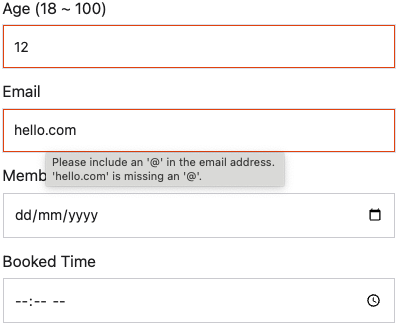 Age (18 ~ 100)
12
Email
hello.com
Please include an '@' in the email address.
'hello.com' is missing an '@'.
dd/mm/yyyy
Booked Time
--:-- --